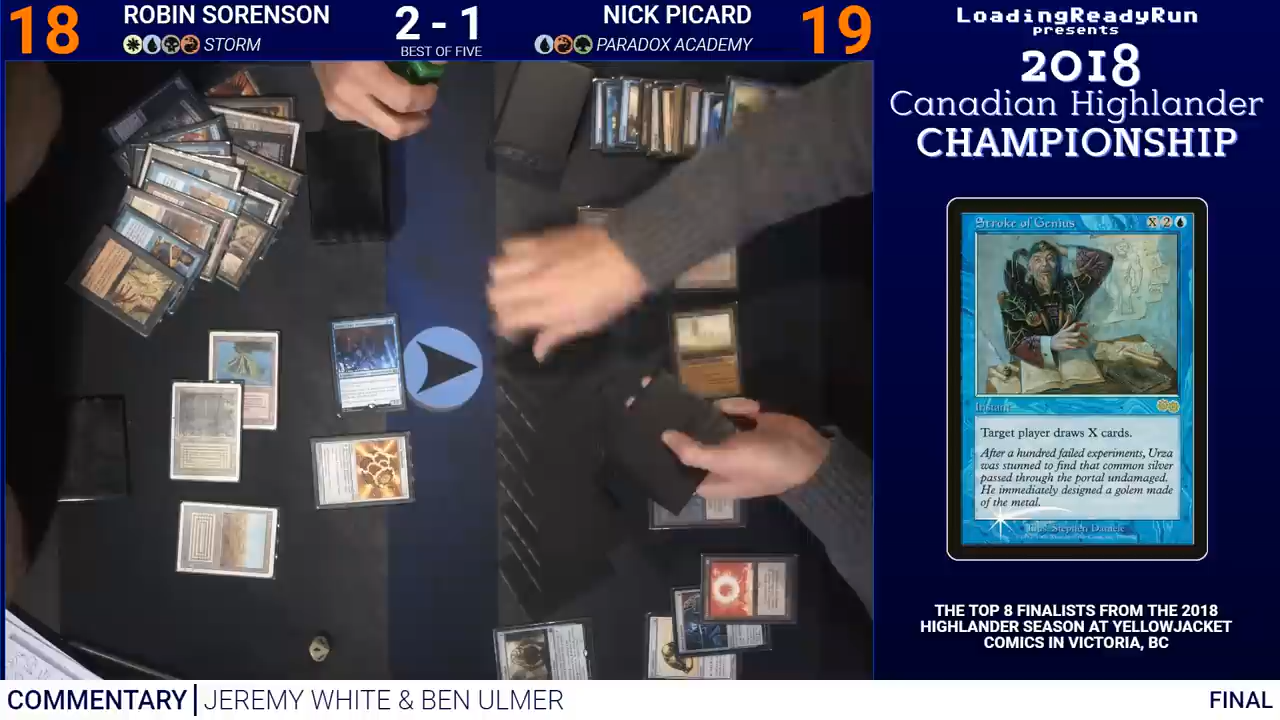 18
ROBIN SORENSON
STORM
2 - 1
BEST OF FIVE
NICK PICARD
PARADOX ACADEMY
19
LoadingReadyRun
presents
2018
Canadian Highlander
CHAMPIONSHIP
Stroke of Genius X 2
Instant
Target player draws X cards.
After a hundred failed experiments, Urza
was stunned to find that common silver
passed through the portal undamaged.
He immediately designed a golem made
of the metal.
Illus. Stephen Daniele
THE TOP 8 FINALISTS FROM THE 2018
HIGHLANDER SEASON AT YELLOWJACKET
COMICS IN VICTORIA, BC
COMMENTARY | JEREMY WHITE & BEN ULMER
FINAL